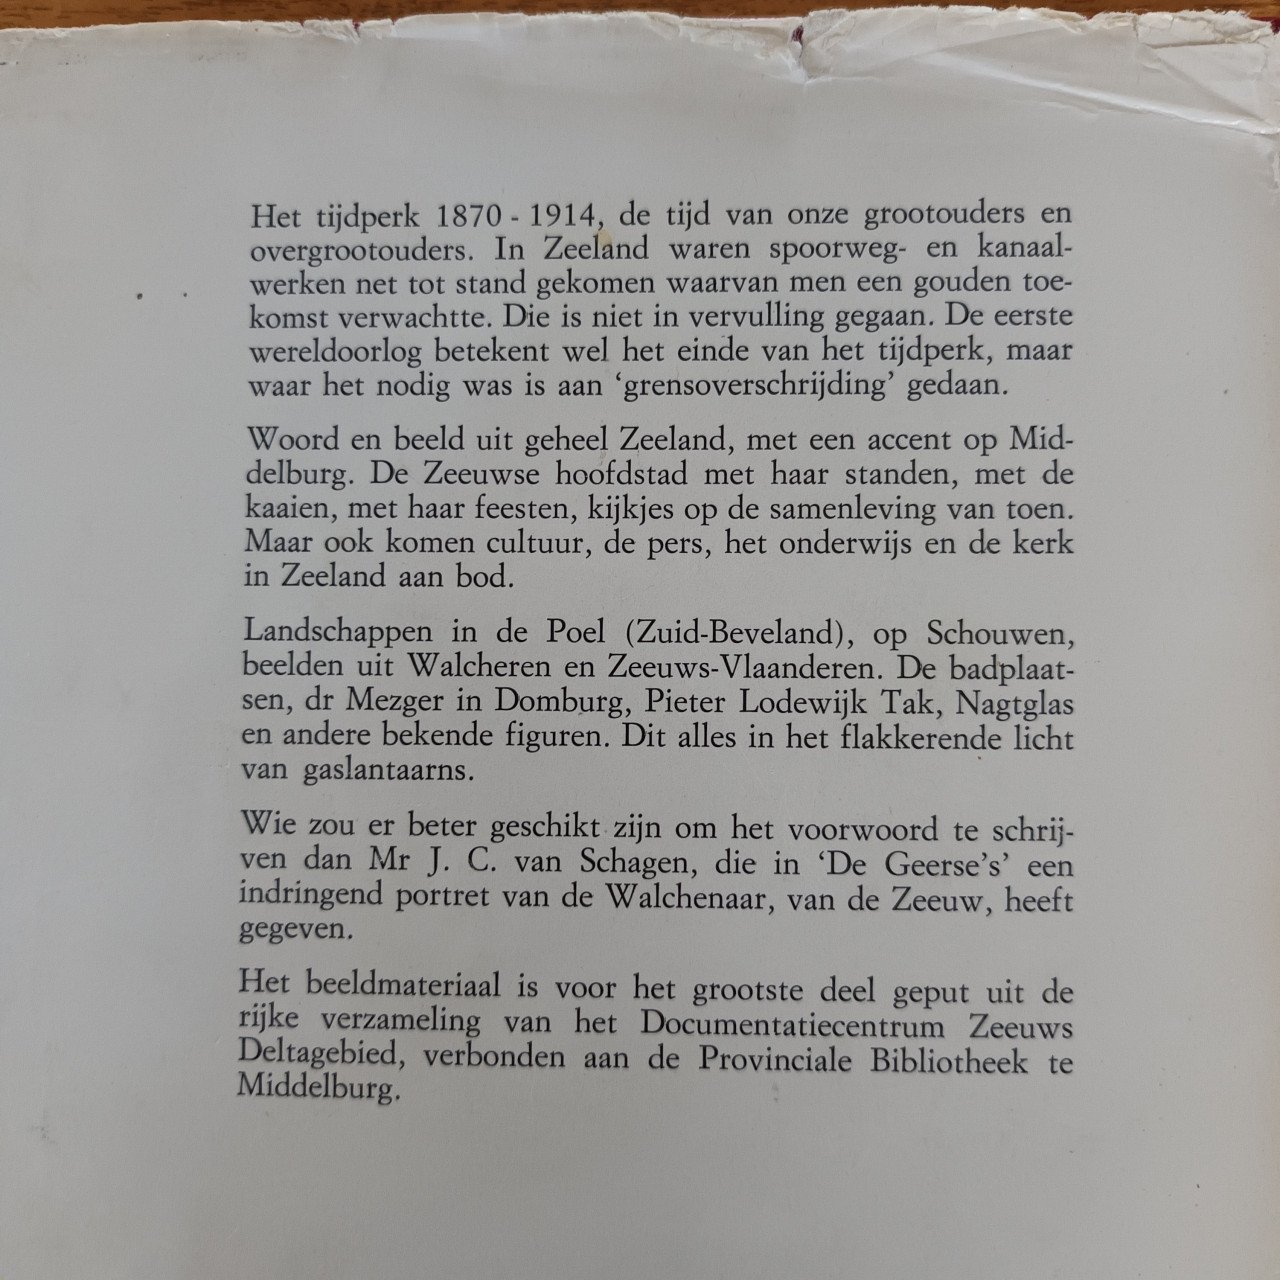 Het tijdperk 1870 - 1914, de tijd van onze grootouders en
overgrootouders. In Zeeland waren spoorweg- en kanaal-
werken net tot stand gekomen waarvan men een gouden toe-
komst verwachtte. Die is niet in vervulling gegaan. De eerste
wereldoorlog betekent wel het einde van het tijdperk, maar
waar het nodig was is aan ‘grensoverschrijding’ gedaan.
Woord en beeld uit geheel Zeeland, met een accent op Mid-
delburg. De Zeeuwse hoofdstad met haar standen, met de
kaaien, met haar feesten, kijkjes op de samenleving van toen.
Maar ook komen cultuur, de pers, het onderwijs en de kerk
in Zeeland aan bod.
Landschappen in de Poel (Zuid-Beveland), op Schouwen,
beelden uit Walcheren en Zeeuws-Vlaanderen. De badplaat-
sen, dr Mezger in Domburg, Pieter Lodewijk Tak, Nagtglas
en andere bekende figuren. Dit alles in het flakkerende licht
van gaslantaarns.
Wie zou er beter geschikt zijn om het voorwoord te schrij-
ven dan Mr J. C. van Schagen, die in ‘De Geerse’s’ een
indringend portret van de Walchenaar, van de Zeeuw, heeft
gegeven.
Het beeldmateriaal is voor het grootste deel geput uit de
rijke verzameling van het Documentatiecentrum Zeeuws
Deltagebied, verbonden aan de Provinciale Bibliotheek te
Middelburg.